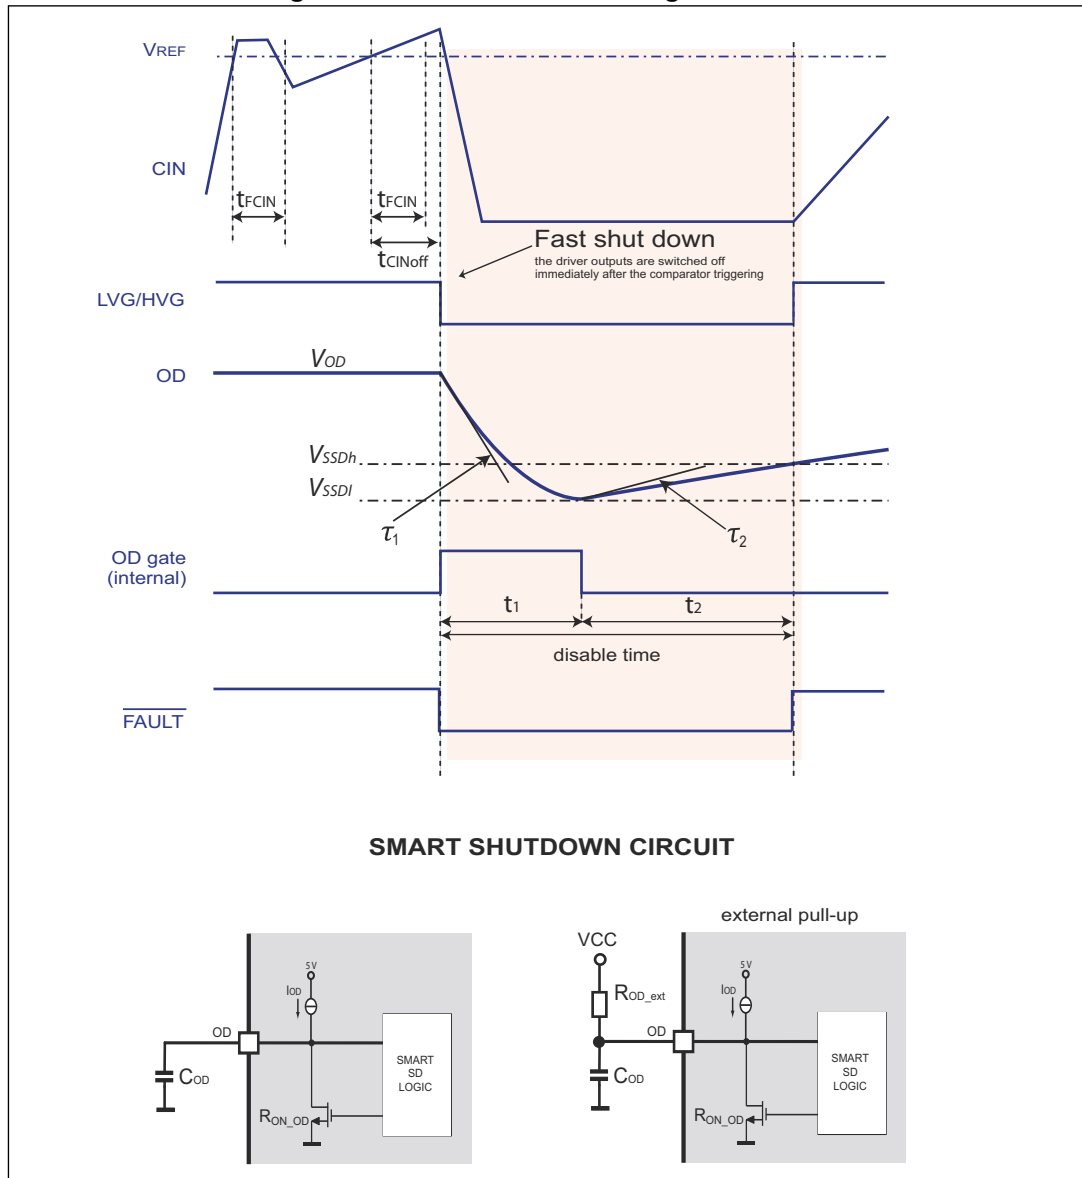 VREF
CIN
tFCIN
tFCIN
tCINoff
Fast shut down
the driver outputs are switched off
immediately after the comparator triggering
LVG/HVG
VOD
OD
VSSDh
VSSDl
τ1
τ2
OD gate
(internal)
t1
t2
disable time
FAULT
SMART SHUTDOWN CIRCUIT
external pull-up
VCC
5 V
5 V
IOD
ROD_ext
IOD
OD
OD
COD
SMART
SD
LOGIC
COD
SMART
SD
LOGIC
RON_OD
RON_OD